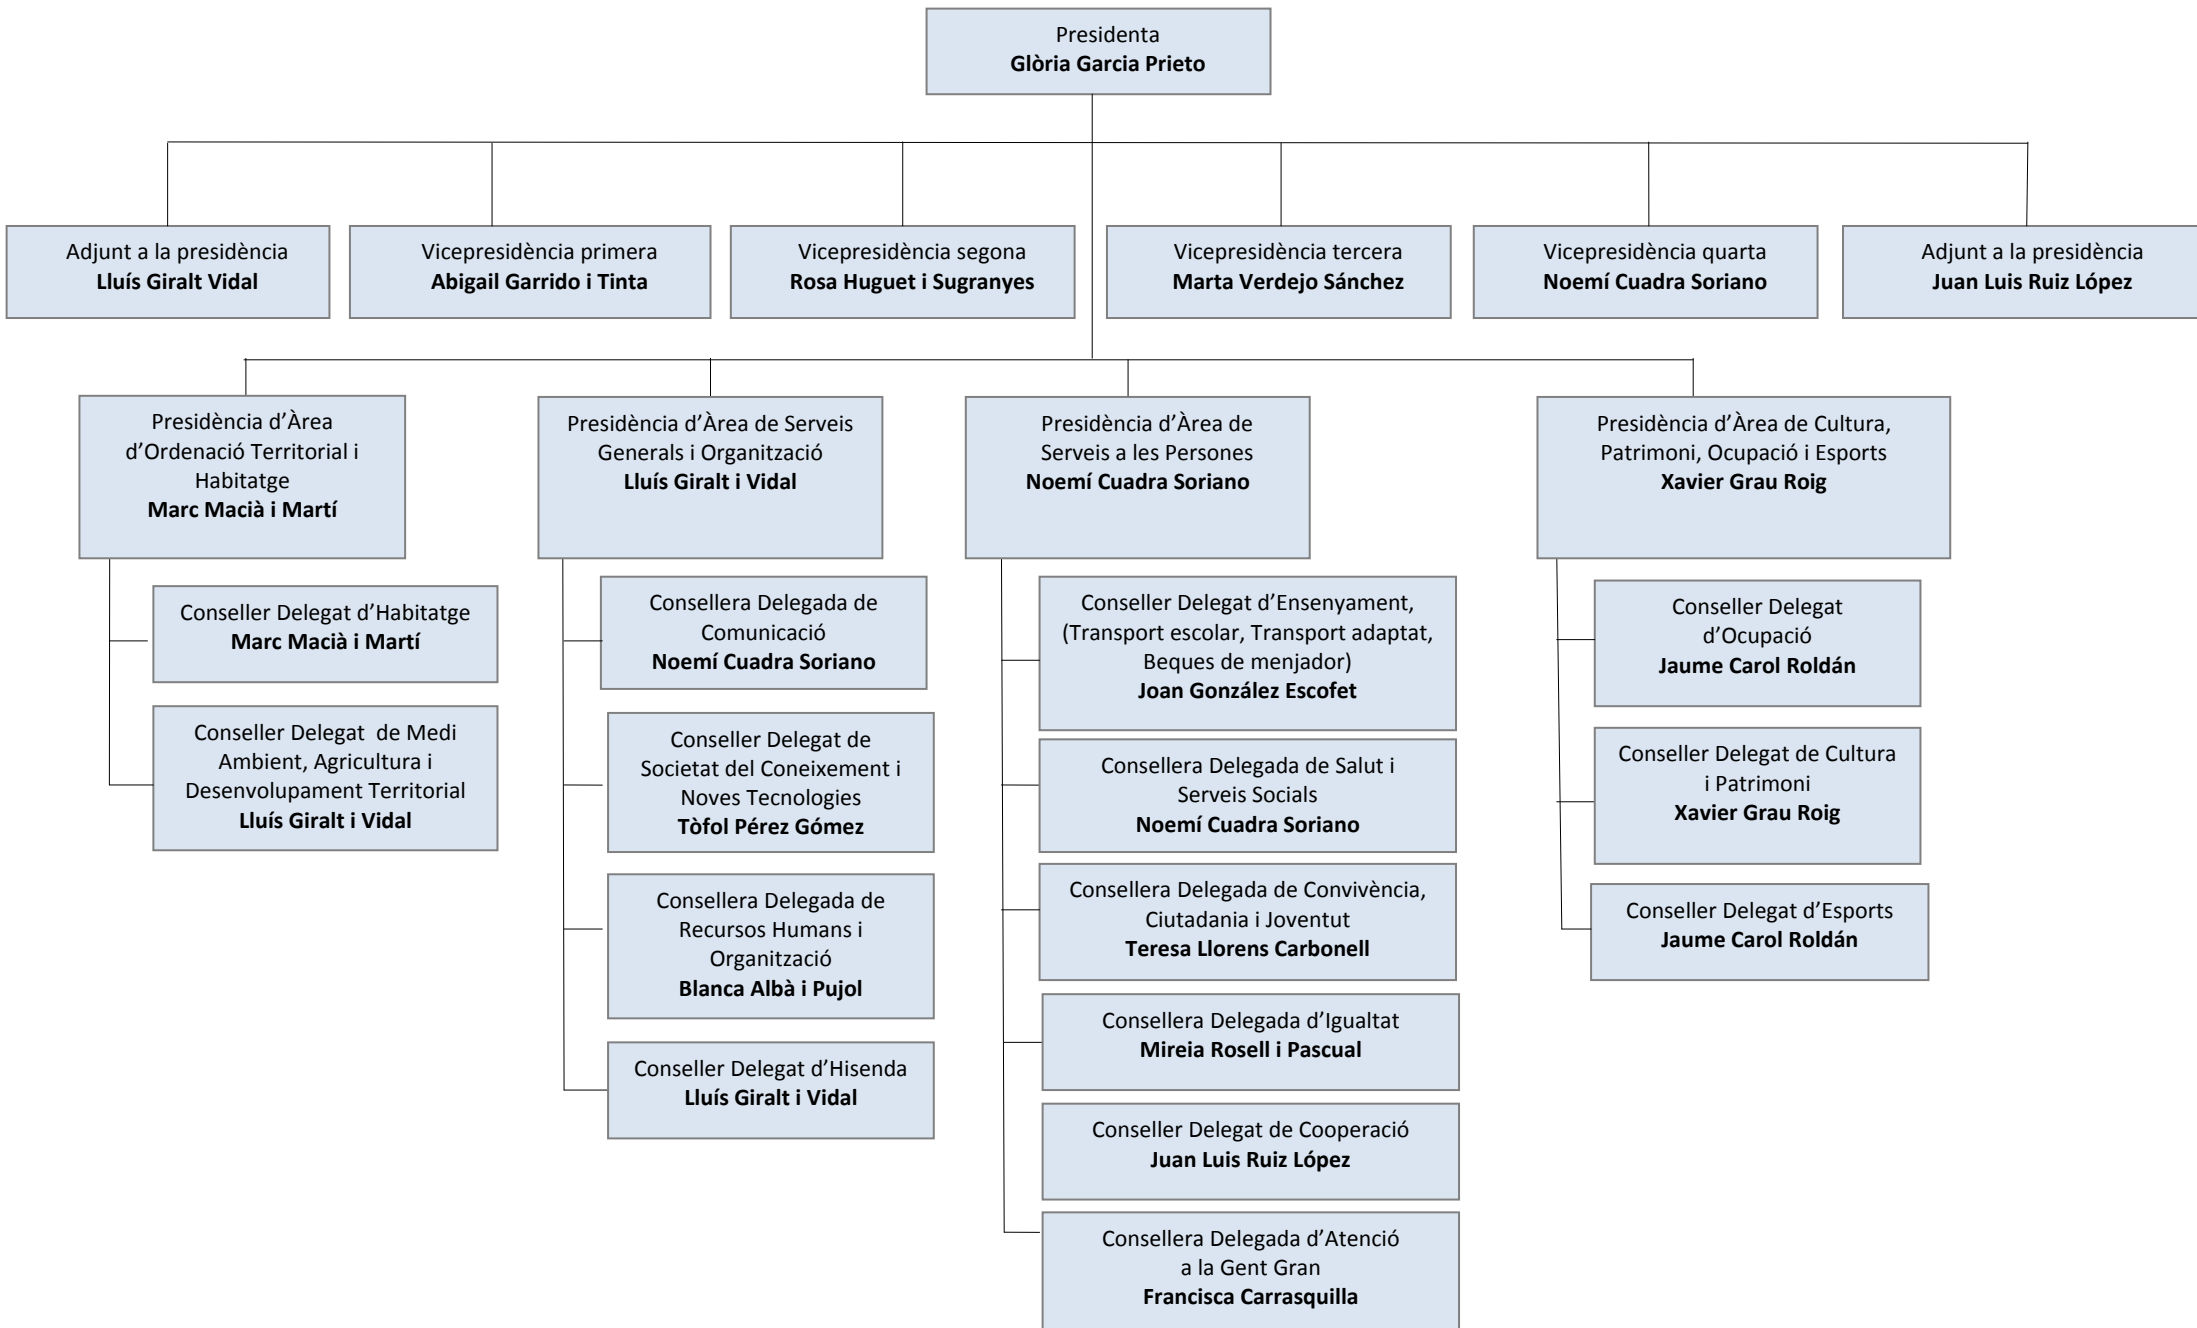 Presidenta
Glòria Garcia Prieto
Adjunt a la presidència
Lluís Giralt Vidal
Vicepresidència primera
Abigail Garrido i Tinta
Vicepresidència segona
Rosa Huguet i Sugranyes
Vicepresidència tercera
Marta Verdejo Sánchez
Vicepresidència quarta
Noemí Cuadra Soriano
Adjunt a la presidència
Juan Luis Ruiz López
Presidència d’Àrea
d’Ordenació Territorial i
Habitatge
Marc Macià i Martí
Conseller Delegat d’Habitatge
Marc Macià i Martí
Conseller Delegat  de Medi
Ambient, Agricultura i
Desenvolupament Territorial
Lluís Giralt i Vidal
Presidència d’Àrea de Serveis
Generals i Organització
Lluís Giralt i Vidal
Consellera Delegada de
Comunicació
Noemí Cuadra Soriano
Conseller Delegat de
Societat del Coneixement i
Noves Tecnologies
Tòfol Pérez Gómez
Consellera Delegada de
Recursos Humans i
Organització
Blanca Albà i Pujol
Conseller Delegat d’Hisenda
Lluís Giralt i Vidal
Presidència d’Àrea de
Serveis a les Persones
Noemí Cuadra Soriano
Conseller Delegat d’Ensenyament,
(Transport escolar, Transport adaptat,
Beques de menjador)
Joan González Escofet
Consellera Delegada de Salut i
Serveis Socials
Noemí Cuadra Soriano
Consellera Delegada de Convivència,
Ciutadania i Joventut
Teresa Llorens Carbonell
Consellera Delegada d’Igualtat
Mireia Rosell i Pascual
Conseller Delegat de Cooperació
Juan Luis Ruiz López
Consellera Delegada d’Atenció
a la Gent Gran
Francisca Carrasquilla
Presidència d’Àrea de Cultura,
Patrimoni, Ocupació i Esports
Xavier Grau Roig
Conseller Delegat
d’Ocupació
Jaume Carol Roldán
Conseller Delegat de Cultura
i Patrimoni
Xavier Grau Roig
Conseller Delegat d’Esports
Jaume Carol Roldán